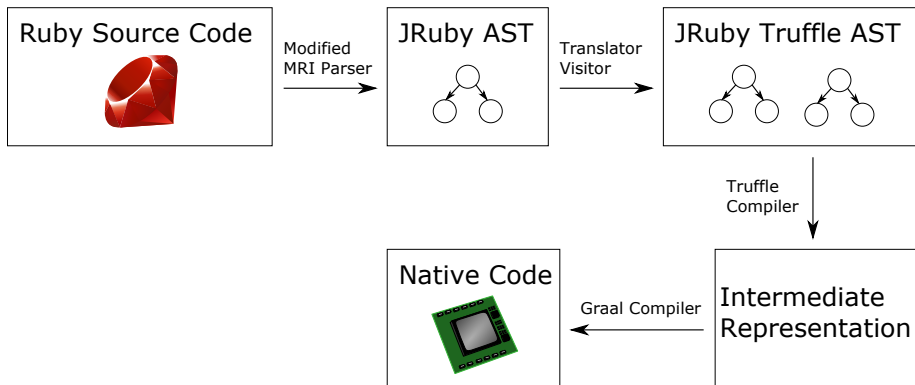 Ruby Source Code
Modified
MRI Parser
JRuby AST
Translator
Visitor
JRuby Truffle AST
Truffle
Compiler
Native Code
Graal Compiler
Intermediate
Representation